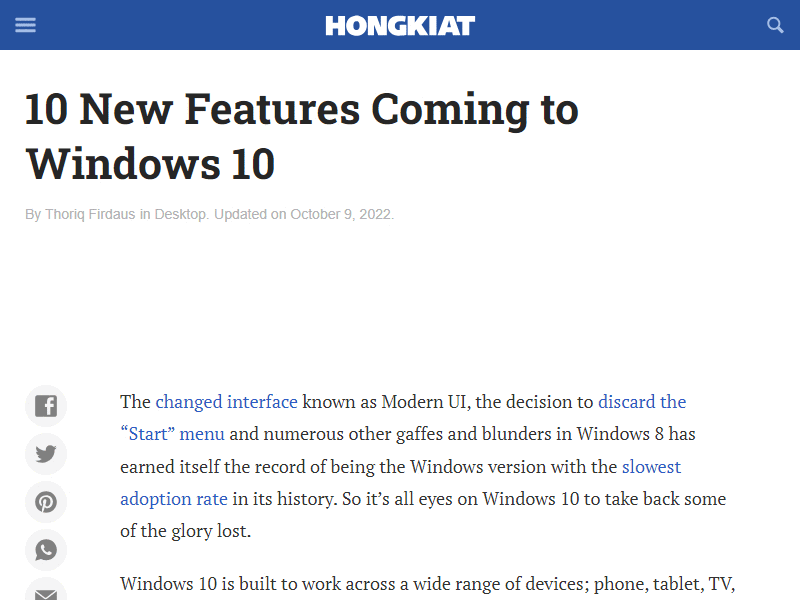 HONGKIAT
10 New Features Coming to
Windows 10
By Thoriq Firdaus in Desktop. Updated on October 9, 2022.
The changed interface known as Modern UI, the decision to discard the
“Start” menu and numerous other gaffes and blunders in Windows 8 has
earned itself the record of being the Windows version with the slowest
adoption rate in its history. So it’s all eyes on Windows 10 to take back some
of the glory lost.
Windows 10 is built to work across a wide range of devices; phone, tablet, TV,